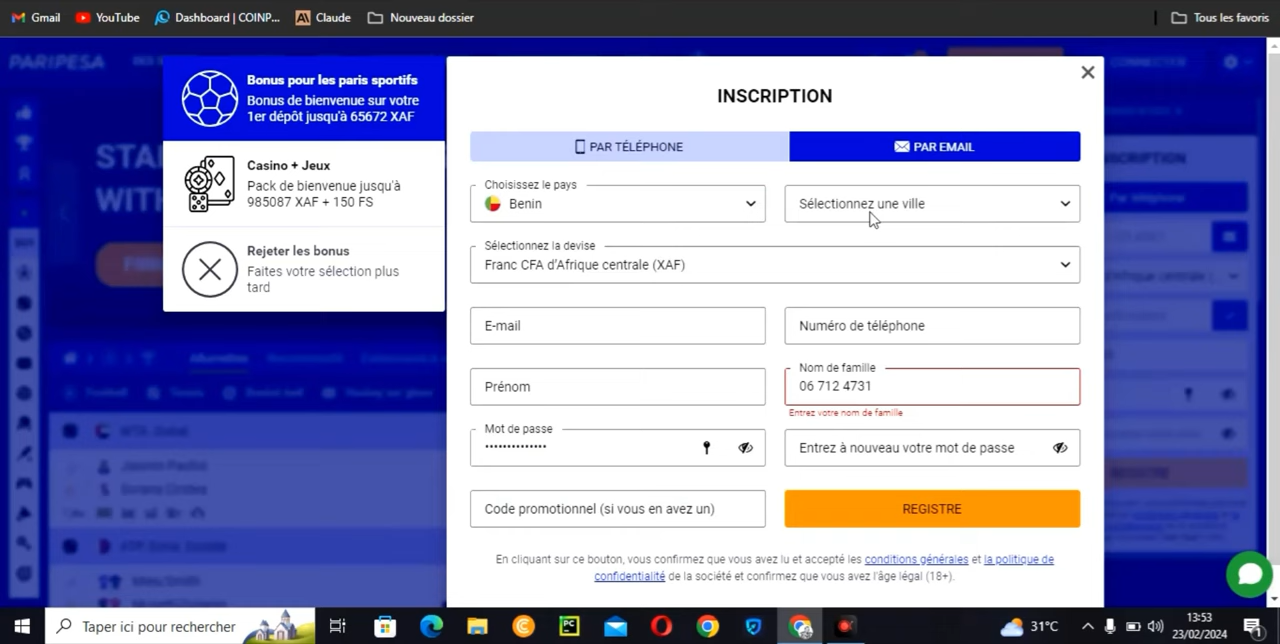 Gmail
YouTube
Dashboard | COINP...
Claude
Nouveau dossier
Tous les favoris
PARIPESA
Bonus pour les paris sportifs
Bonus de bienvenue sur votre
1er dépôt jusqu'à 65672 XAF
Casino + Jeux
Pack de bienvenue jusqu'à
985087 XAF + 150 FS
Rejeter les bonus
Faites votre sélection plus
tard
INSCRIPTION
PAR TÉLÉPHONE
PAR EMAIL
Choisissez le pays
Benin
Sélectionnez une ville
Sélectionnez la devise
Franc CFA d'Afrique centrale (XAF)
E-mail
Numéro de téléphone
Prénom
Nom de famille
06 712 4731
Entrez votre nom de famille
Mot de passe
••••••••••••••
Entrez à nouveau votre mot de passe
Code promotionnel (si vous en avez un)
REGISTRE
En cliquant sur ce bouton, vous confirmez que vous avez lu et accepté les conditions générales et la politique de
confidentialité de la société et confirmez que vous avez l'âge légal (18+).
Taper ici pour rechercher
PC
31°C
13:53
23/02/2024
1